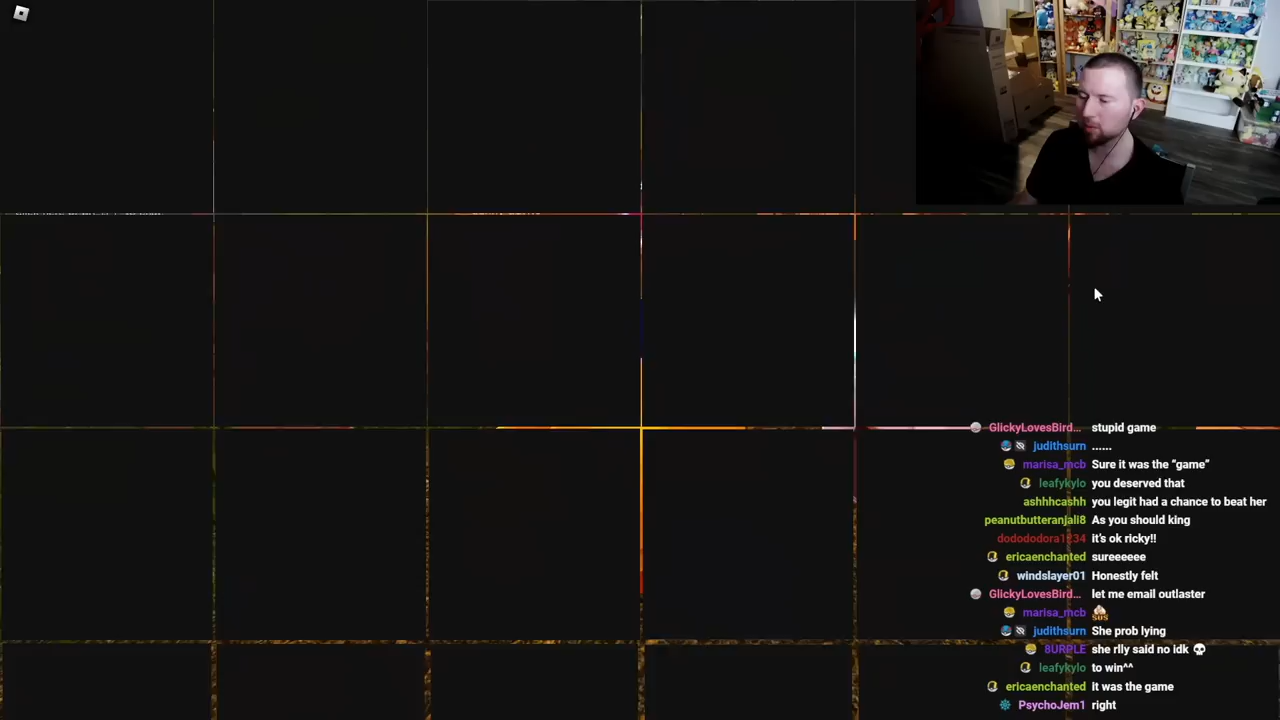 GlickyLovesBird... stupid game
judithsurn ......
marisa_mcb Sure it was the “game”
leafykylo you deserved that
ashhhcashh you legit had a chance to beat her
peanutbutteranjali8 As you should king
dodododora1234 it's ok ricky!!
ericaenchanted sureeeeee
windslayer01 Honestly felt
GlickyLovesBird... let me email outlaster
marisa_mcb SOS
judithsurn She prob lying
8URPLE she rlly said no idk 💀
leafykylo to win^^
ericaenchanted it was the game
PsychoJem1 right